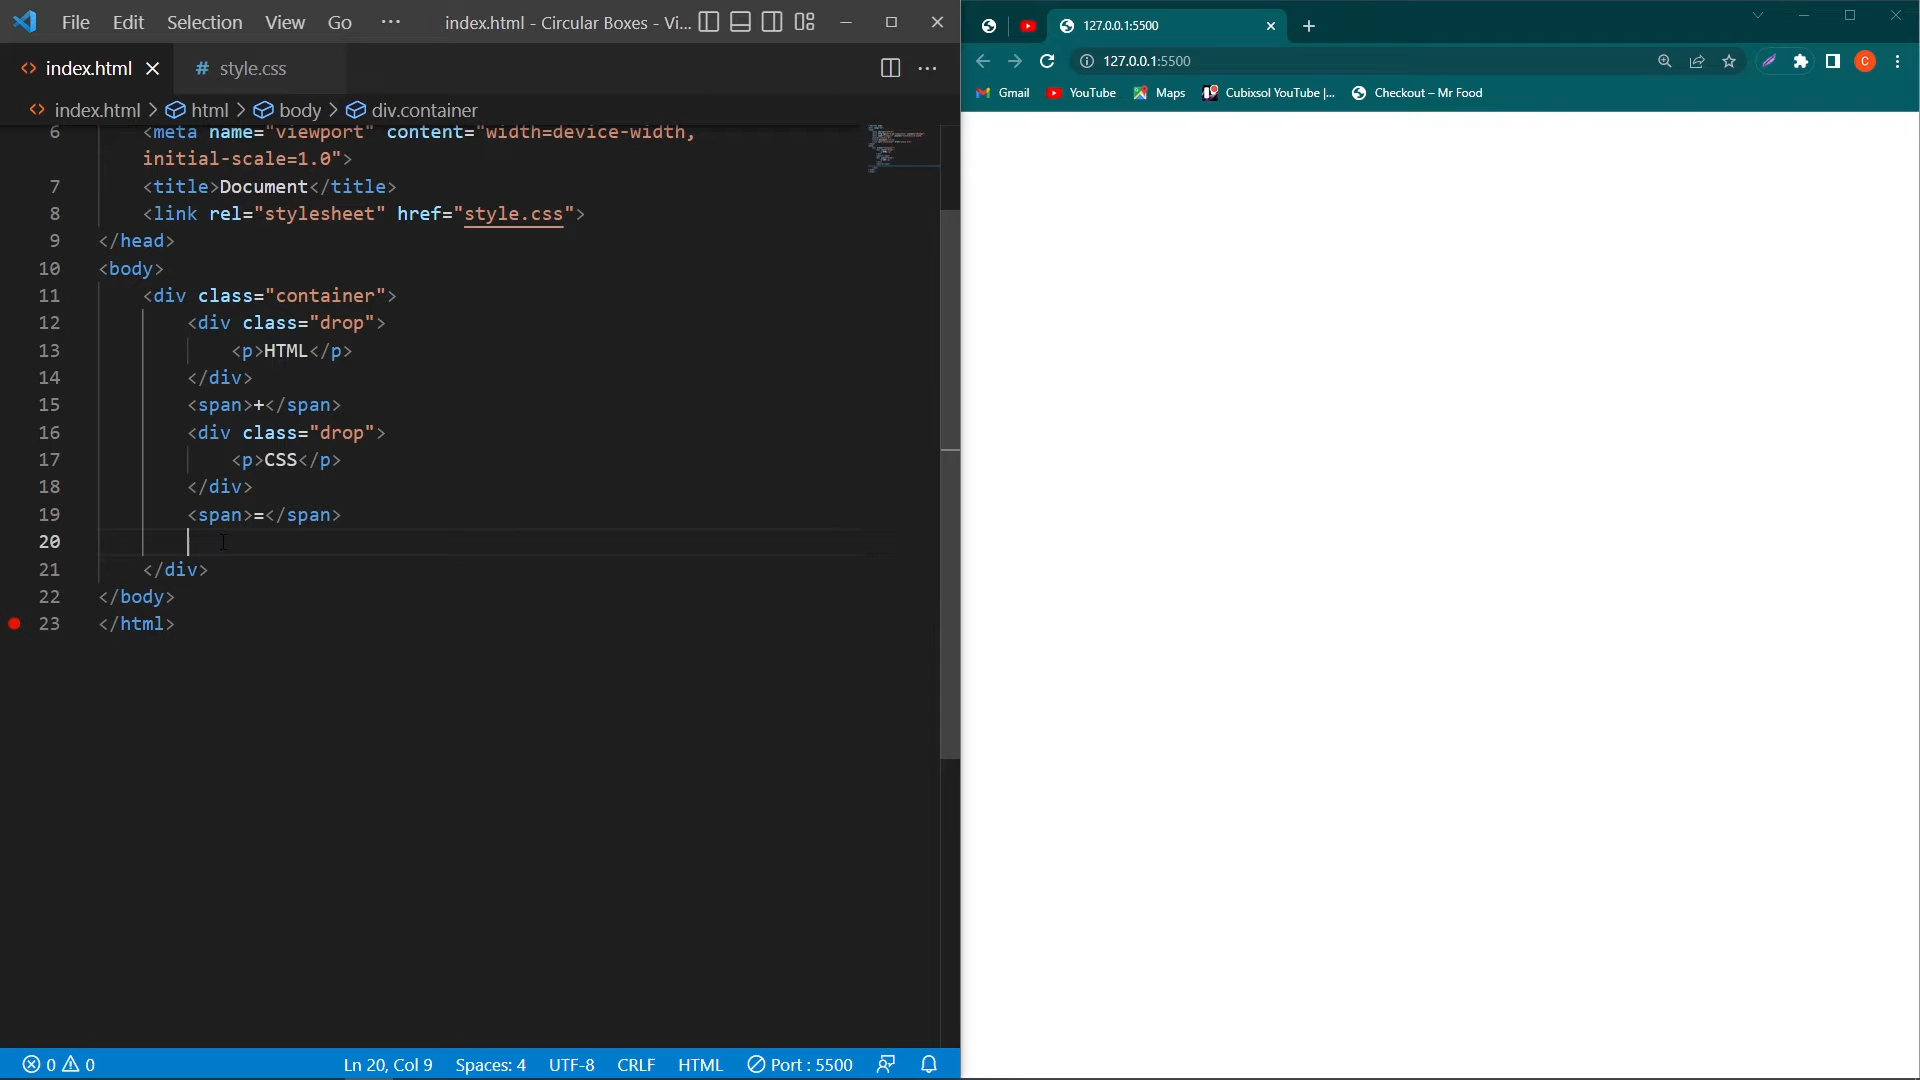 File Edit Selection View Go ··· index.html - Circular Boxes - Vi...
index.html # style.css
index.html > html > body > div.container
6 <meta name="viewport" content="width=device-width,
initial-scale=1.0">
7 <title>Document</title>
8 <link rel="stylesheet" href="style.css">
9 </head>
10 <body>
11 <div class="container">
12 <div class="drop">
13 <p>HTML</p>
14 </div>
15 <span>+</span>
16 <div class="drop">
17 <p>CSS</p>
18 </div>
19 <span>=</span>
20
21 </div>
22 </body>
23 </html>
0 0 Ln 20, Col 9 Spaces: 4 UTF-8 CRLF HTML Port : 5500
127.0.0.1:5500
127.0.0.1:5500 C
Gmail YouTube Maps Cubixsol YouTube |... Checkout – Mr Food